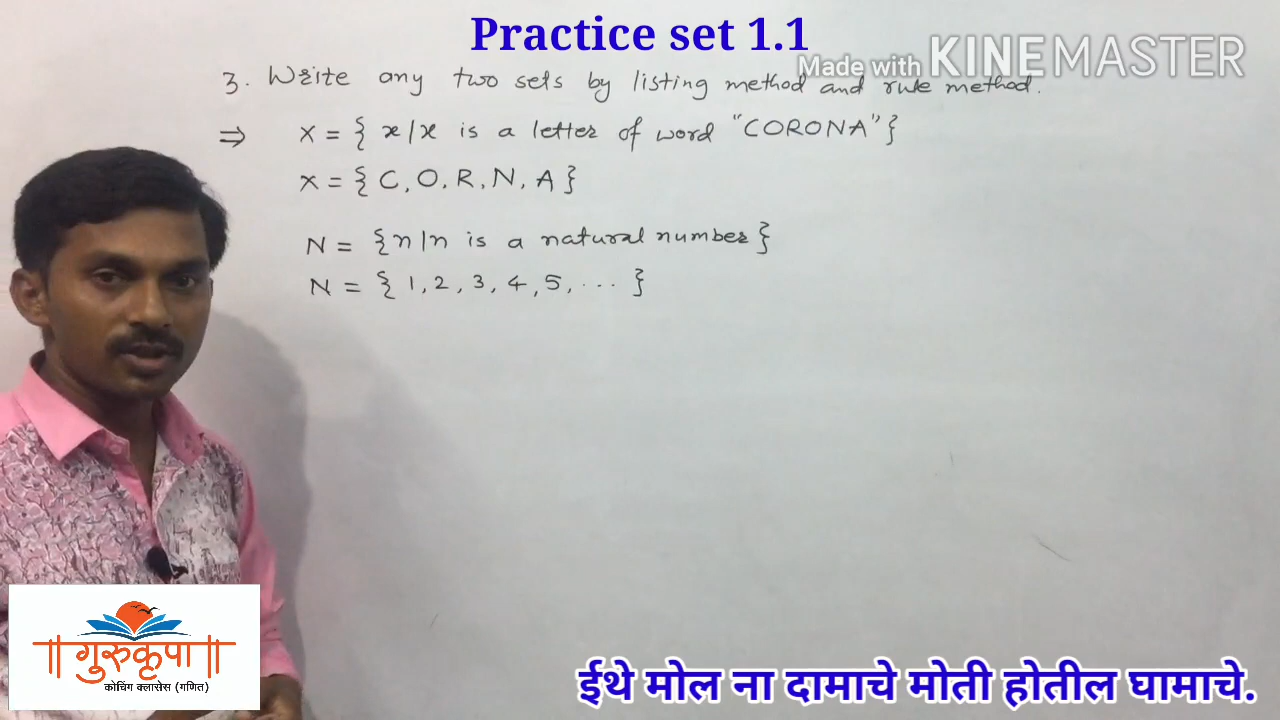 Practice set 1.1
Made with KINEMASTER
3. Write any two sets by listing method and rule method.
⇒ X = { x/x is a letter of word "CORONA" }
X = { C, O, R, N, A }
N = { n/n is a natural number }
N = { 1, 2, 3, 4, 5, ... }
|| गुरुकृपा ||
कोचिंग क्लासेस (गणित)
ईथे मोल ना दामाचे मोती होतील घामाचे.